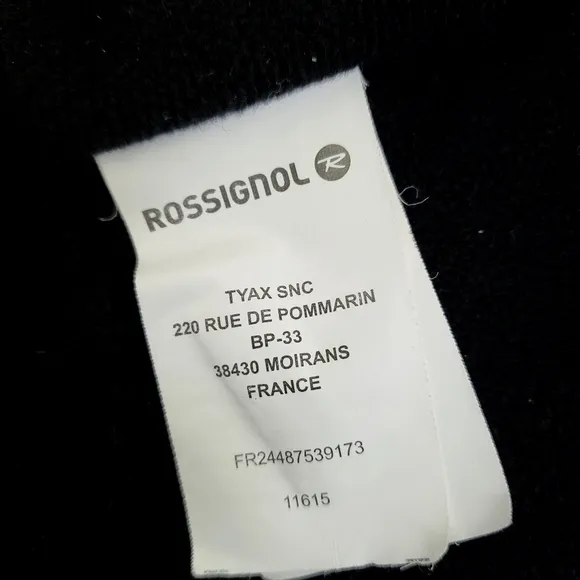 ROSSIGNOL R
TYAX SNC
220 RUE DE POMMARIN
BP-33
38430 MOIRANS
FRANCE
FR24487539173
11615